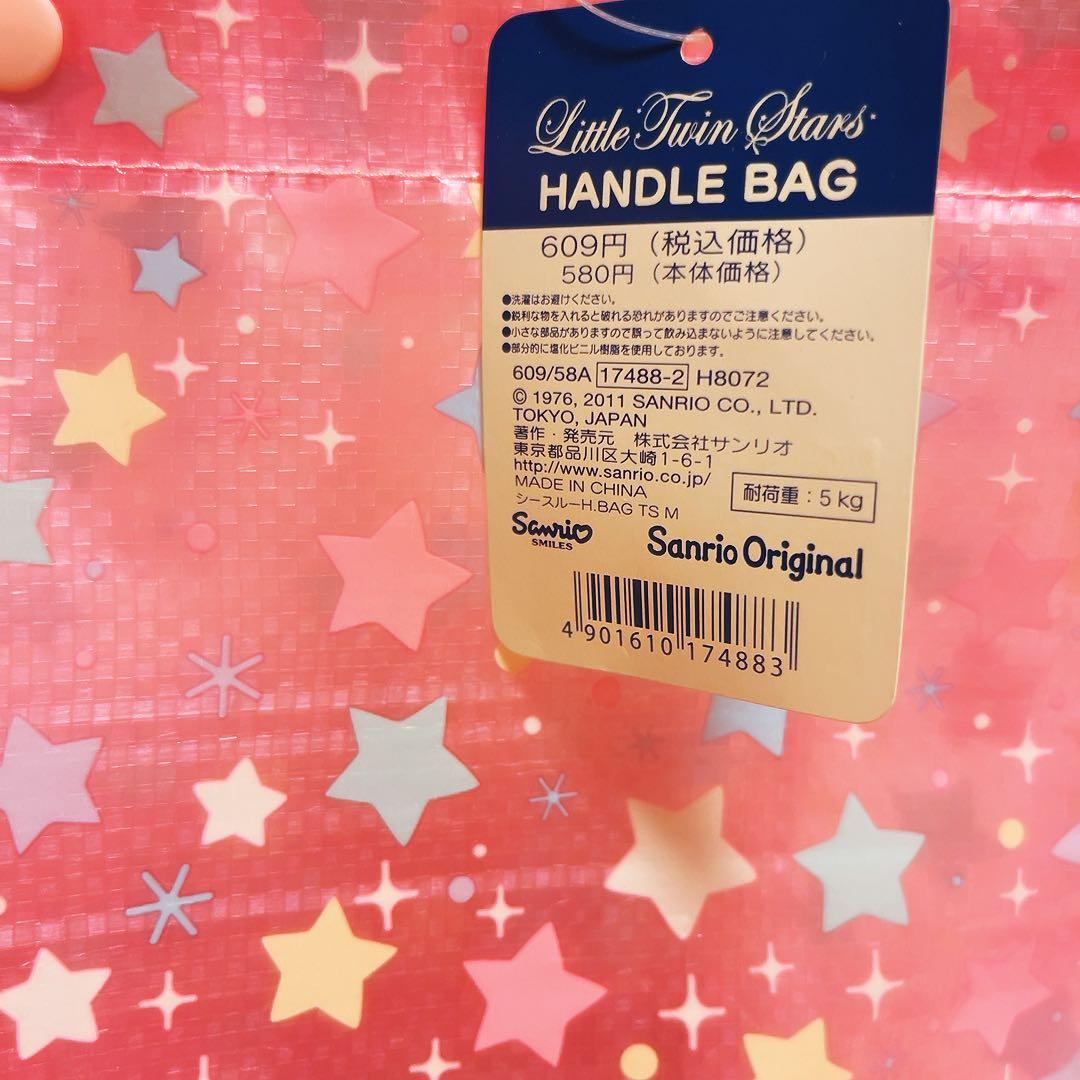 Little Twin Stars
HANDLE BAG
609円（税込価格）
580円（本体価格）
●洗濯はお避けください。
●鋭利な物を入れると破れる恐れがありますのでご注意ください。
●小さな部品がありますので誤って飲み込まないように注意してください。
●部分的に塩化ビニル樹脂を使用しております。
609/58A 17488-2 H8072
© 1976, 2011 SANRIO CO., LTD.
TOKYO, JAPAN
著作・発売元　株式会社サンリオ
東京都品川区大崎1-6-1
http://www.sanrio.co.jp/
MADE IN CHINA
耐荷重：5kg
シースルーH.BAG TS M
Sanrio
SMILES
Sanrio Original
4 901610 174883